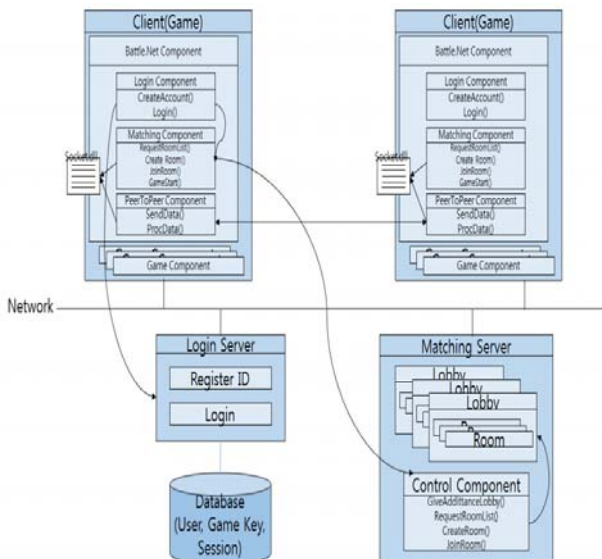 Client(Game)
Battle.Net Component
Login Component
CreateAccount()
Login()
Matching Component
RequestRoomList()
Create Room()
JoinRoom()
GameStart()
PeerToPeer Component
SendData()
ProcData()
Game Component
Client(Game)
Battle.Net Component
Login Component
CreateAccount()
Login()
Matching Component
RequestRoomList()
Create Room()
JoinRoom()
GameStart()
PeerToPeer Component
SendData()
ProcData()
Game Component
Network
Login Server
Register ID
Login
Database
(User, Game Key,
Session)
Matching Server
Lobby
Lobby
Lobby
Room
Control Component
GiveAddittanceLobby()
RequestRoomList()
CreateRoom()
JoinRoom()